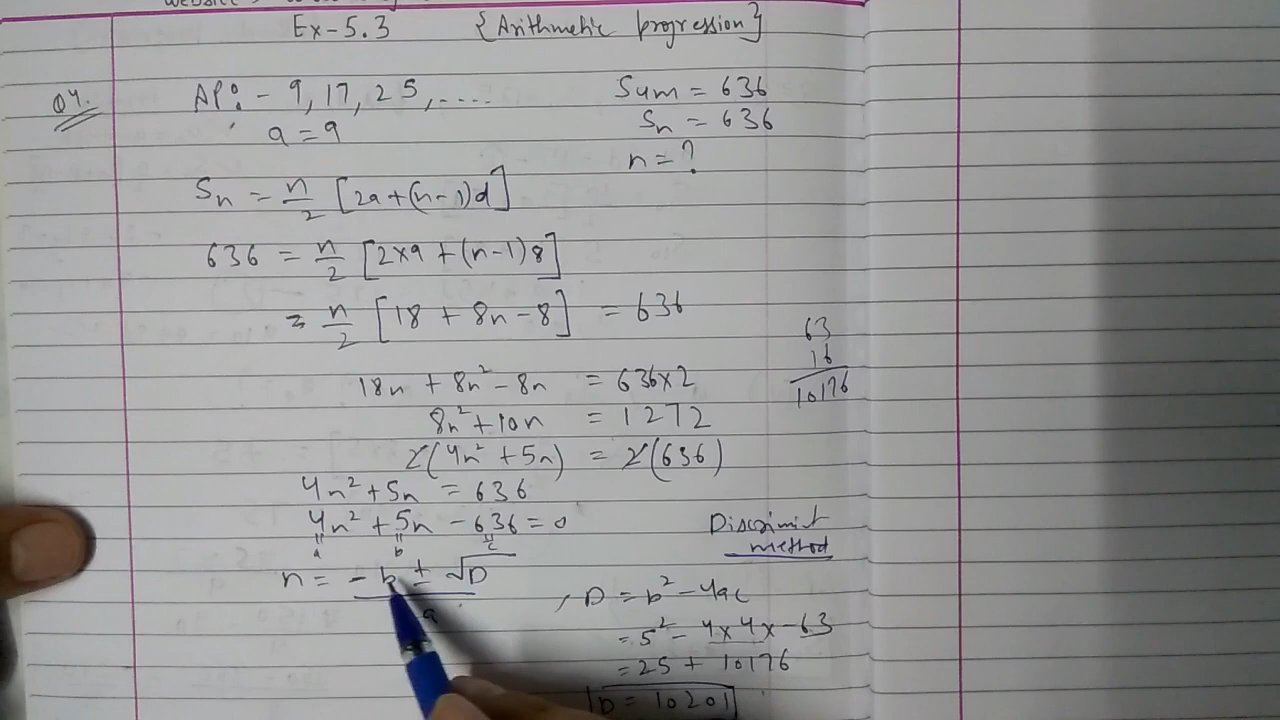 Ex-5.3 {Arithmetic progression}
Q4. AP: - 9, 17, 25, .....
a = 9
Sum = 636
Sn = 636
n = ?
Sn = n/2 [2a+(n-1)d]
636 = n/2 [2×9 + (n-1)8]
= n/2 [18 + 8n - 8] = 636
18n + 8n² - 8n = 636×2
8n² + 10n = 1272
2(4n² + 5n) = 2(636)
4n² + 5n = 636
4n² + 5n - 636 = 0
a b c
n = -b ± √D
a
63
16
10176
Discrimint
method
, D = b² - 4ac
= 5² - 4×4×-63
= 25 + 10176
D = 10201